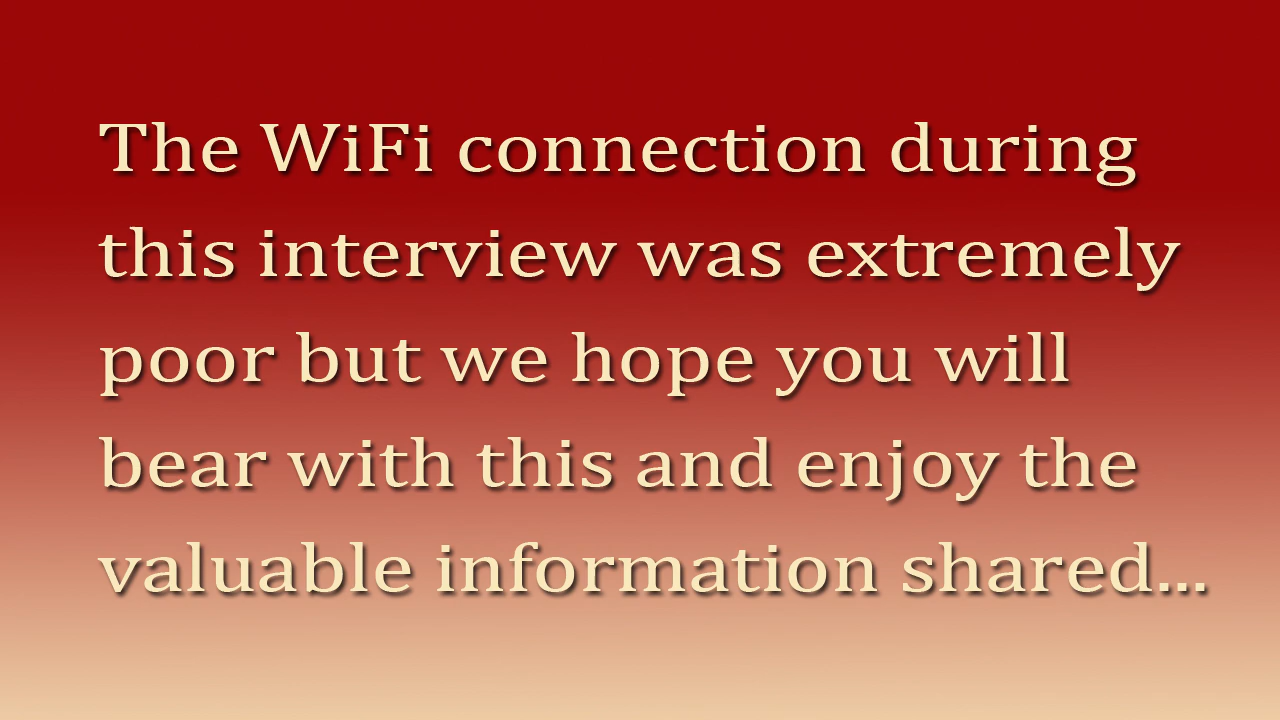 The WiFi connection during
this interview was extremely
poor but we hope you will
bear with this and enjoy the
valuable information shared...